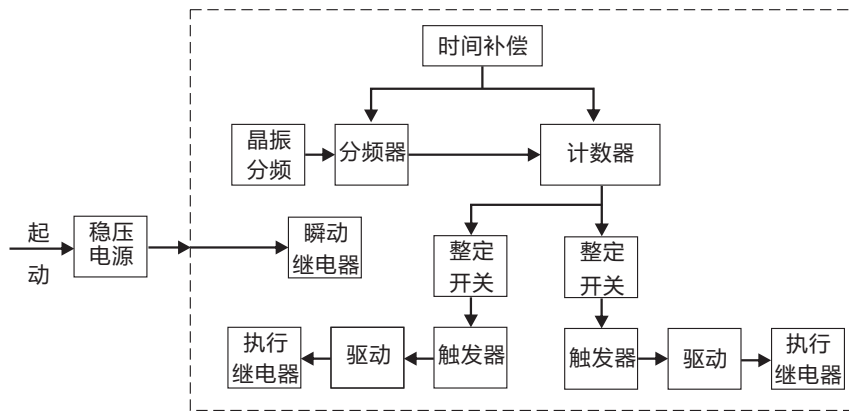 时间补偿
晶振
分频
分频器
计数器
起
动
稳压
电源
瞬动
继电器
整定
开关
整定
开关
执行
继电器
驱动
触发器
触发器
驱动
执行
继电器